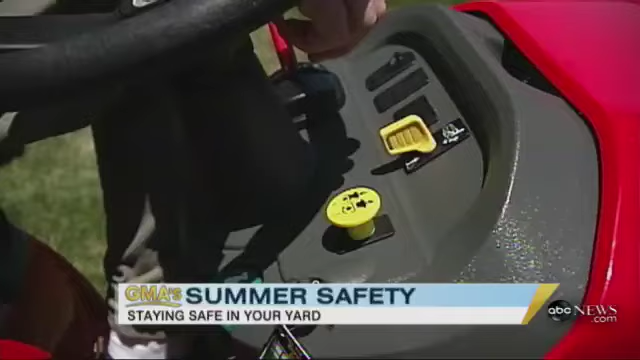 GMA'S SUMMER SAFETY
STAYING SAFE IN YOUR YARD
abc NEWS
.com